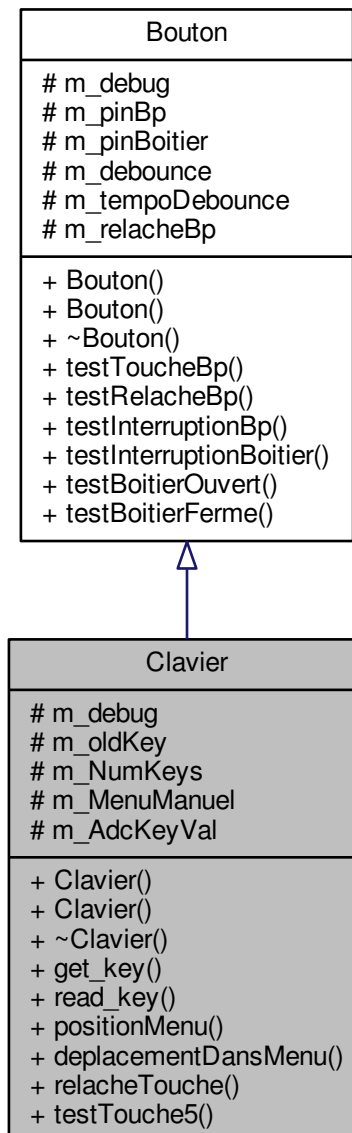 Bouton
# m_debug
# m_pinBp
# m_pinBoitier
# m_debounce
# m_tempoDebounce
# m_relacheBp
+ Bouton()
+ Bouton()
+ ~Bouton()
+ testToucheBp()
+ testRelacheBp()
+ testInterruptionBp()
+ testInterruptionBoitier()
+ testBoitierOuvert()
+ testBoitierFerme()
Clavier
# m_debug
# m_oldKey
# m_NumKeys
# m_MenuManuel
# m_AdcKeyVal
+ Clavier()
+ Clavier()
+ ~Clavier()
+ get_key()
+ read_key()
+ positionMenu()
+ deplacementDansMenu()
+ relacheTouche()
+ testTouche5()